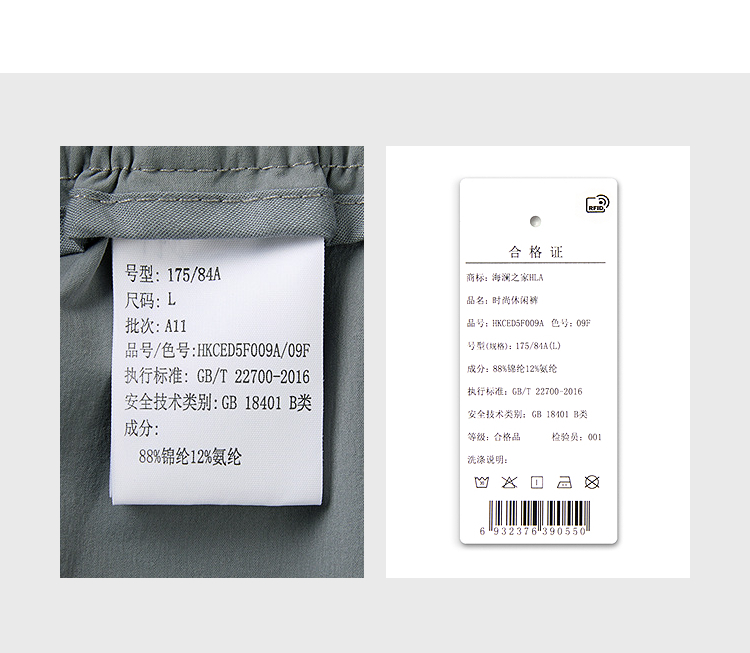 号型: 175/84A
尺码: L
批次: A11
品号/色号:HKCED5F009A/09F
执行标准: GB/T 22700-2016
安全技术类别: GB 18401 B类
成分:
88%锦纶12%氨纶
RFID
合格证
商标: 海澜之家HLA
品名: 时尚休闲裤
品号: HKCED5F009A 色号: 09F
号型(规格): 175/84A(L)
成分: 88%锦纶12%氨纶
执行标准: GB/T 22700-2016
安全技术类别: GB 18401 B类
等级: 合格品 检验员: 001
洗涤说明:
6 932376 390550